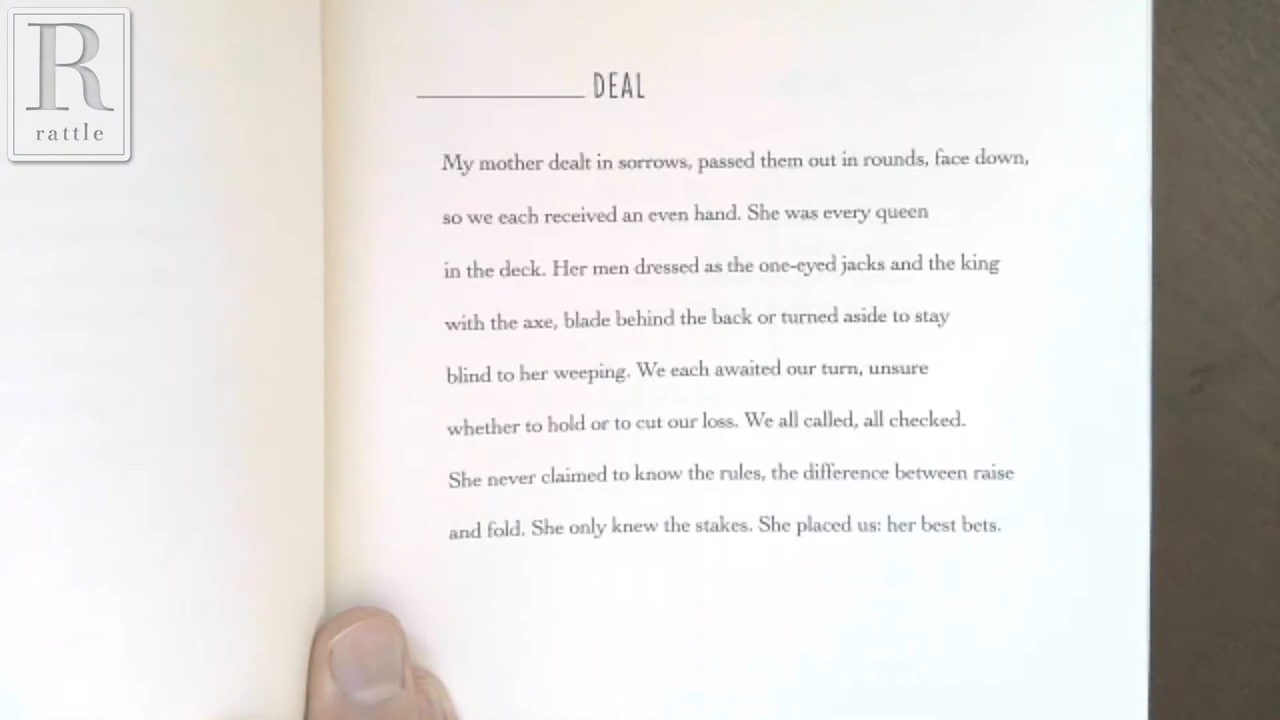 R
rattle
__________ DEAL
My mother dealt in sorrows, passed them out in rounds, face down,
so we each received an even hand. She was every queen
in the deck. Her men dressed as the one-eyed jacks and the king
with the axe, blade behind the back or turned aside to stay
blind to her weeping. We each awaited our turn, unsure
whether to hold or to cut our loss. We all called, all checked.
She never claimed to know the rules, the difference between raise
and fold. She only knew the stakes. She placed us: her best bets.